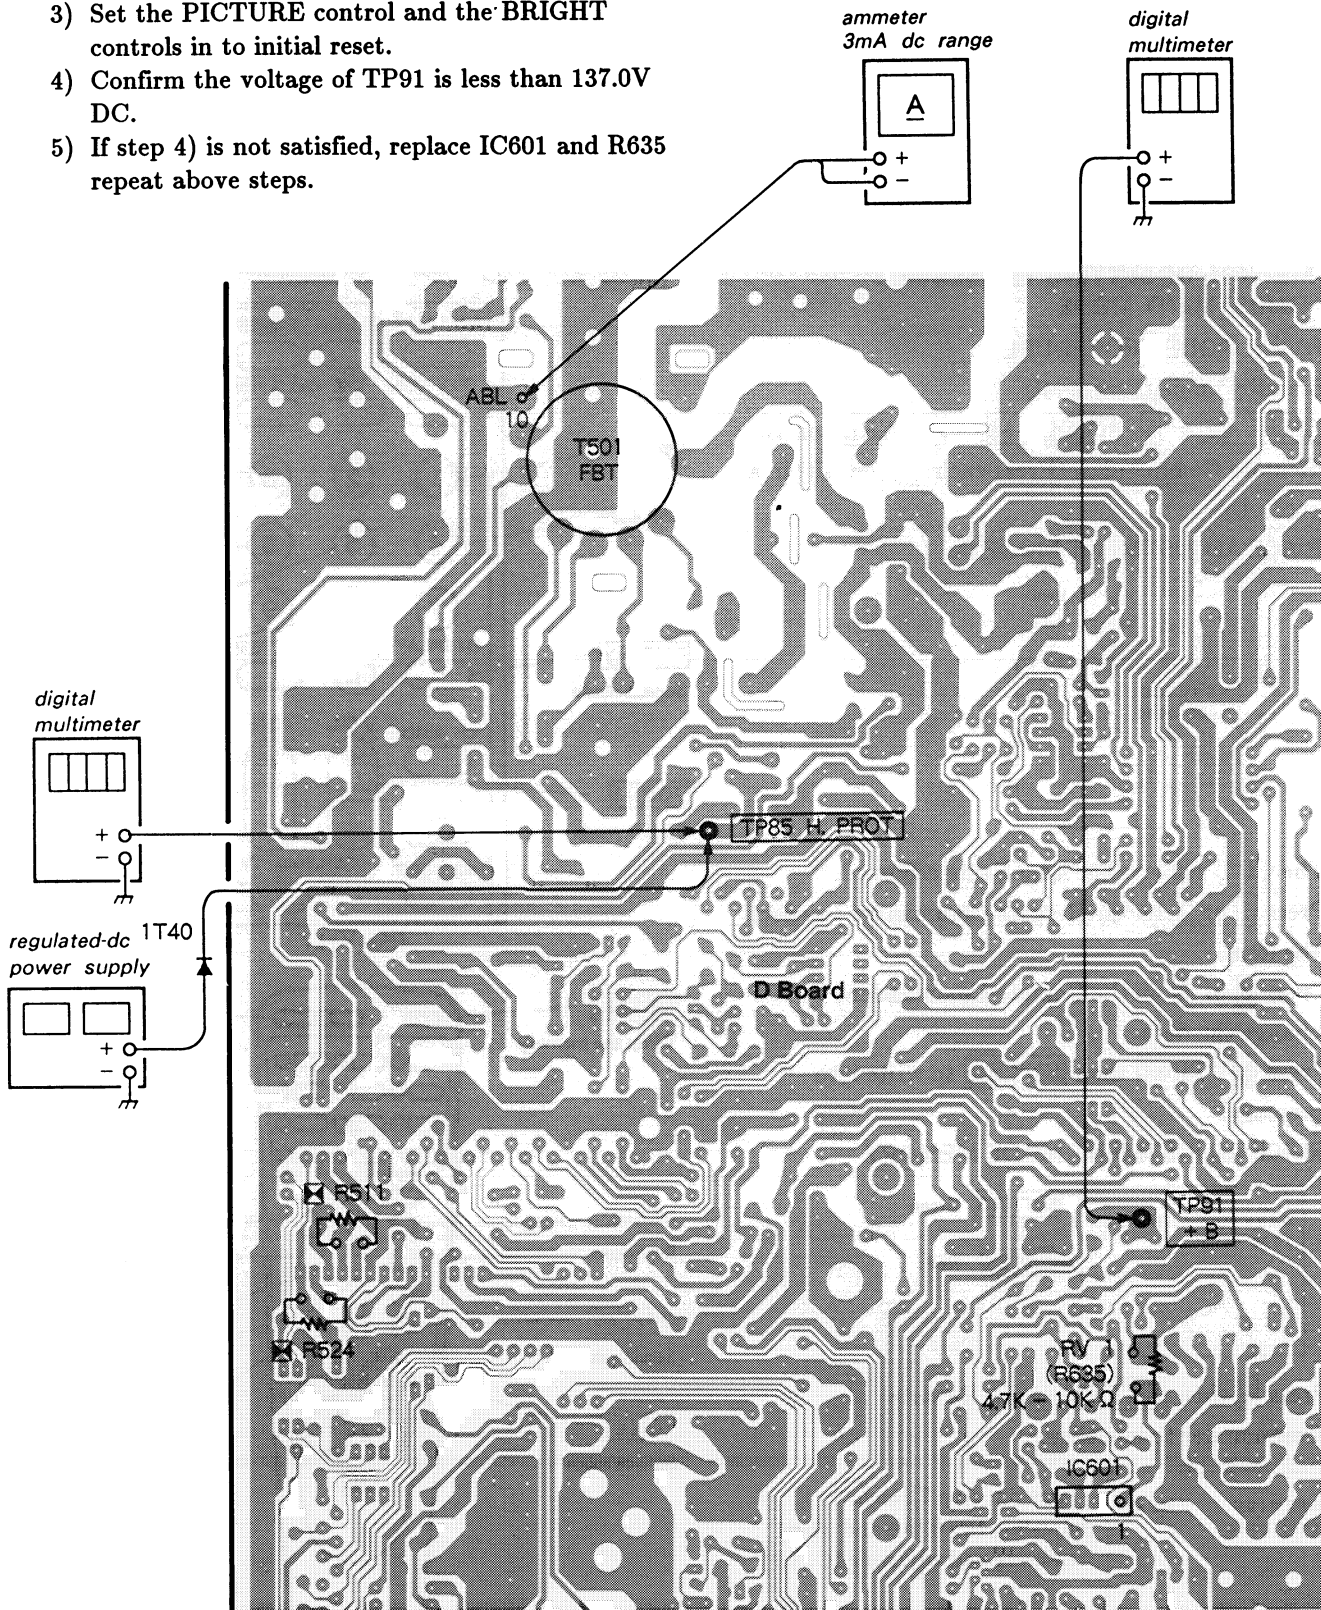 3) Set the PICTURE control and the BRIGHT
controls in to initial reset.
4) Confirm the voltage of TP91 is less than 137.0V
DC.
5) If step 4) is not satisfied, replace IC601 and R635
repeat above steps.
ammeter
3mA dc range
A
+
−
digital
multimeter
+
−
ABL
10
T501
FBT
digital
multimeter
+
−
TP85 H. PROT
1T40
regulated-dc
power supply
+
−
D Board
R511
TP91
+ B
R524
RV 1
(R635)
4.7K – 10K Ω
IC601
1